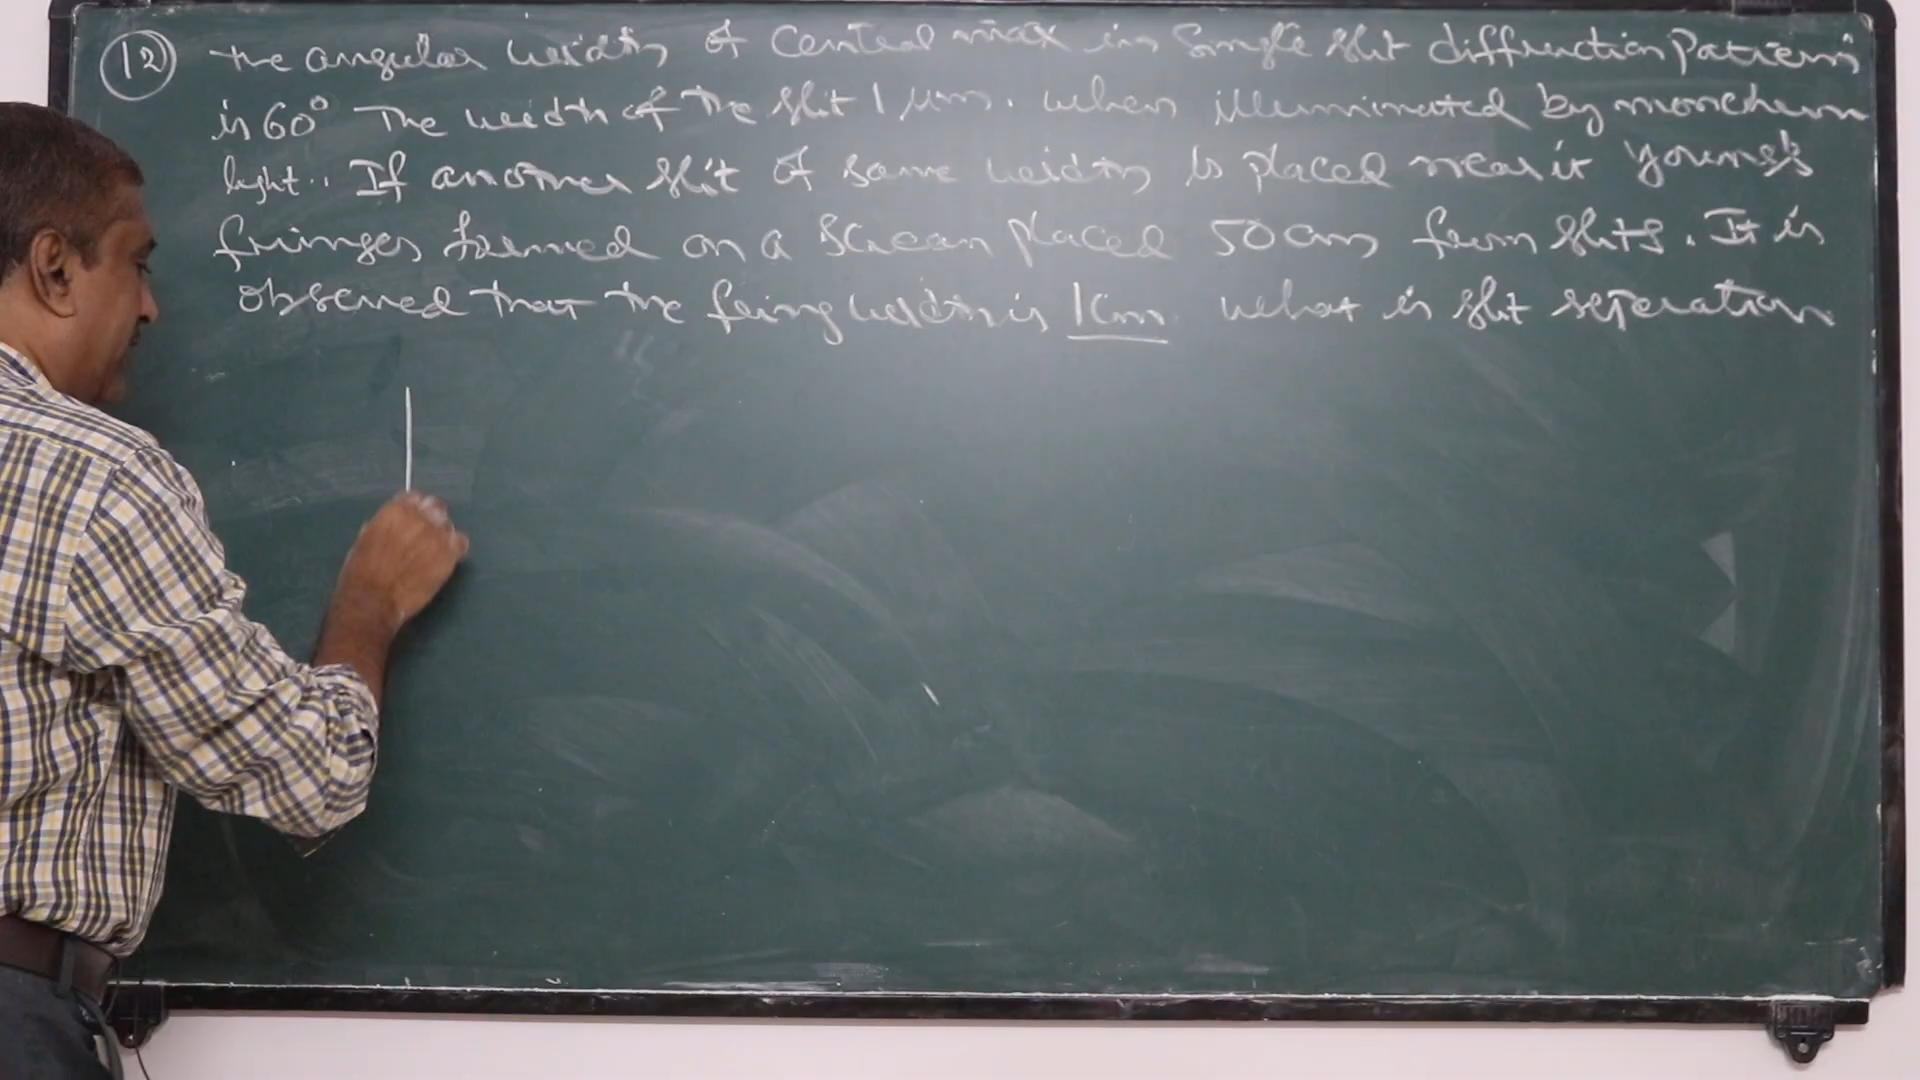 (12) the angular width of central max in single slit diffraction pattern
is 60° The width of the slit 1 μm. when illuminated by monochrom
light.. If another slit of same width is placed near it young's
fringes formed on a screen placed 50 cm from slits. It is
observed that the fring width is 1cm what is slit seperation